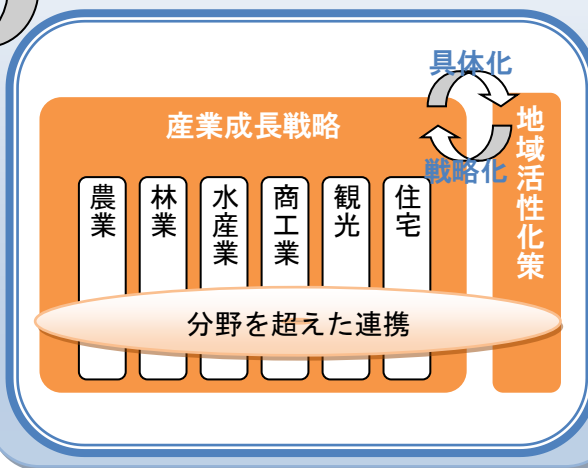 具体化
産業成長戦略
戦略化
地域活性化策
農業
林業
水産業
商工業
観光
住宅
分野を超えた連携